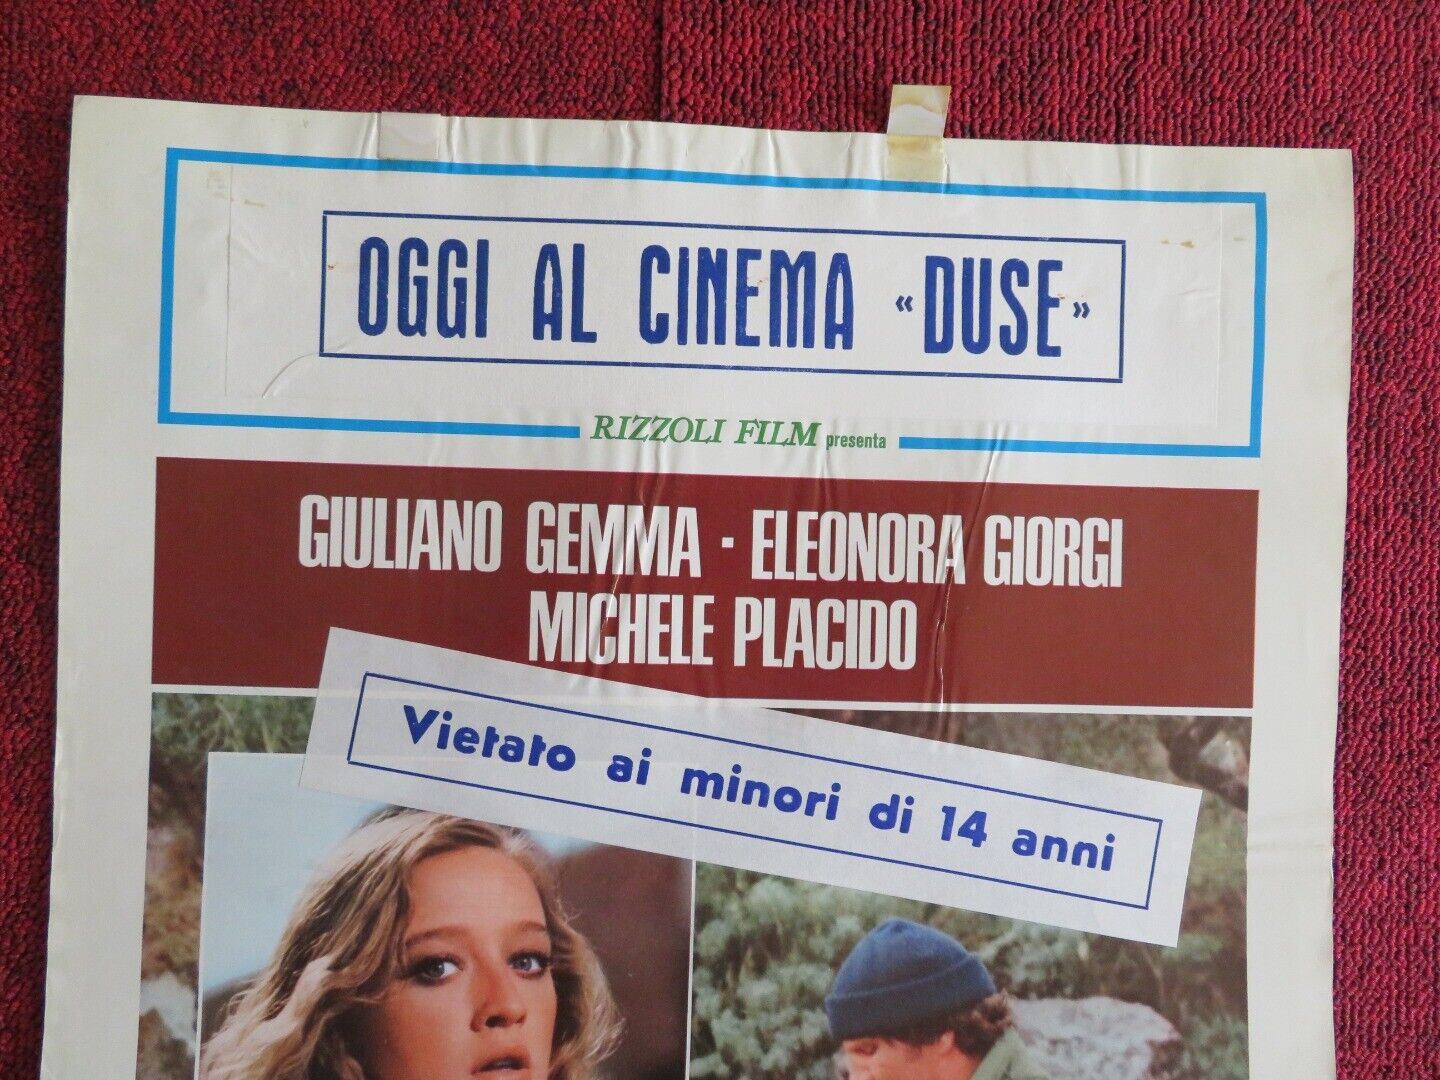 OGGI AL CINEMA «DUSE»
RIZZOLI FILM presenta
GIULIANO GEMMA - ELEONORA GIORGI
MICHELE PLACIDO
Vietato ai minori di 14 anni